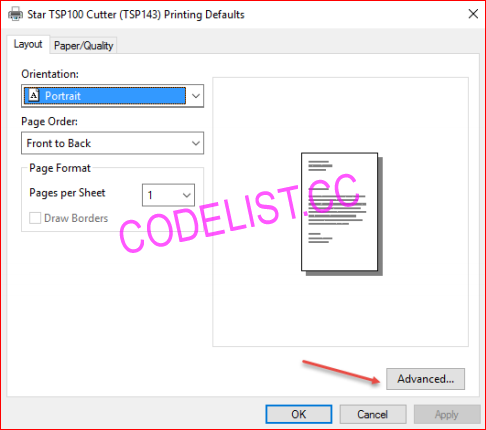 Star TSP100 Cutter (TSP143) Printing Defaults
Layout
Paper/Quality
Orientation:
A Portrait
Page Order:
Front to Back
Page Format
Pages per Sheet
1
Draw Borders
CODELIST.CC
Advanced...
OK
Cancel
Apply